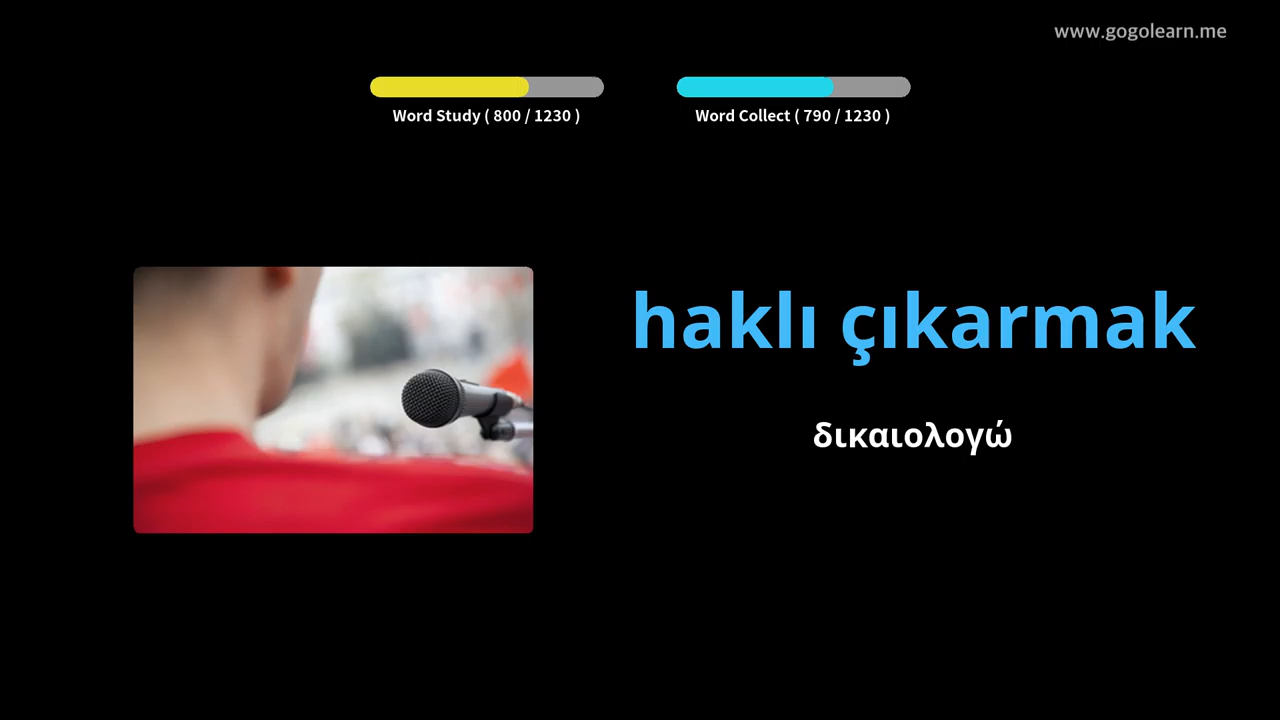 www.gogolearn.me
Word Study ( 800 / 1230 )
Word Collect ( 790 / 1230 )
haklı çıkarmak
δικαιολογώ